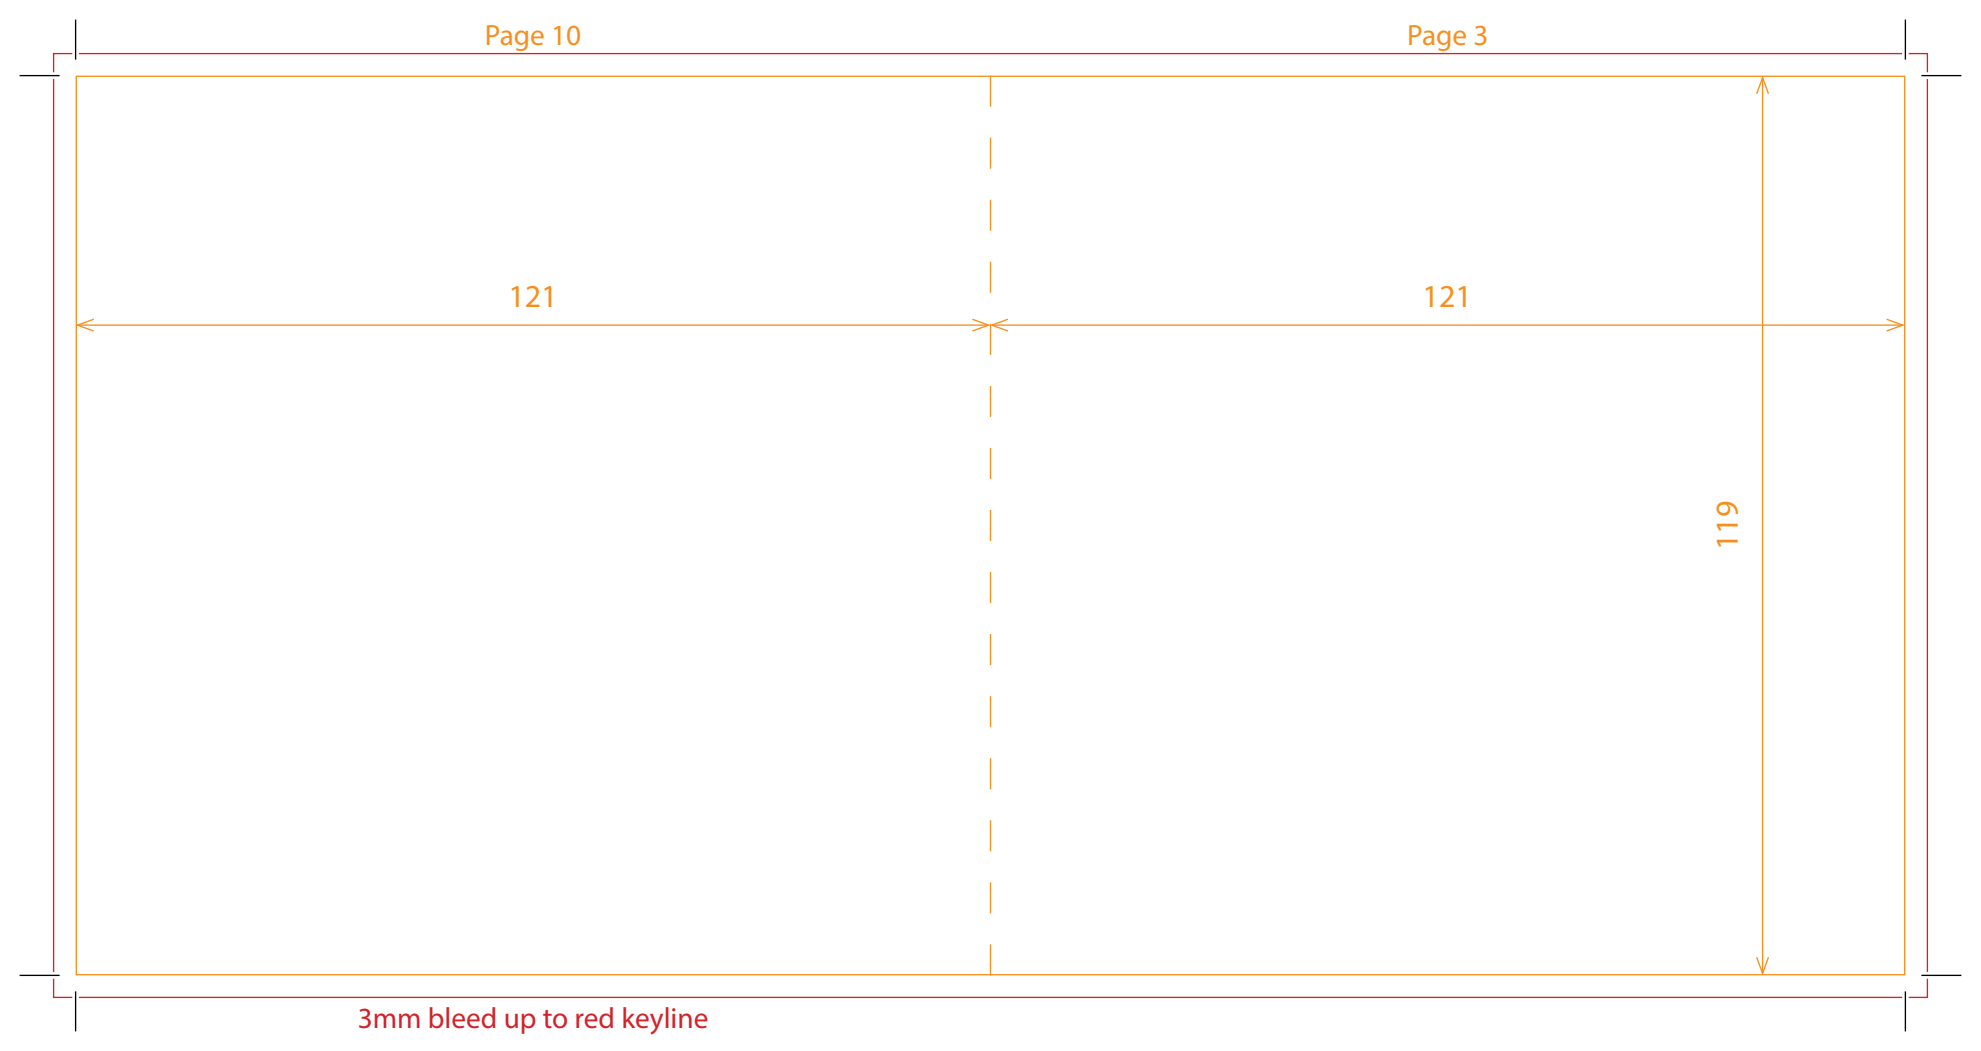 Page 10
Page 3
121
121
119
3mm bleed up to red keyline